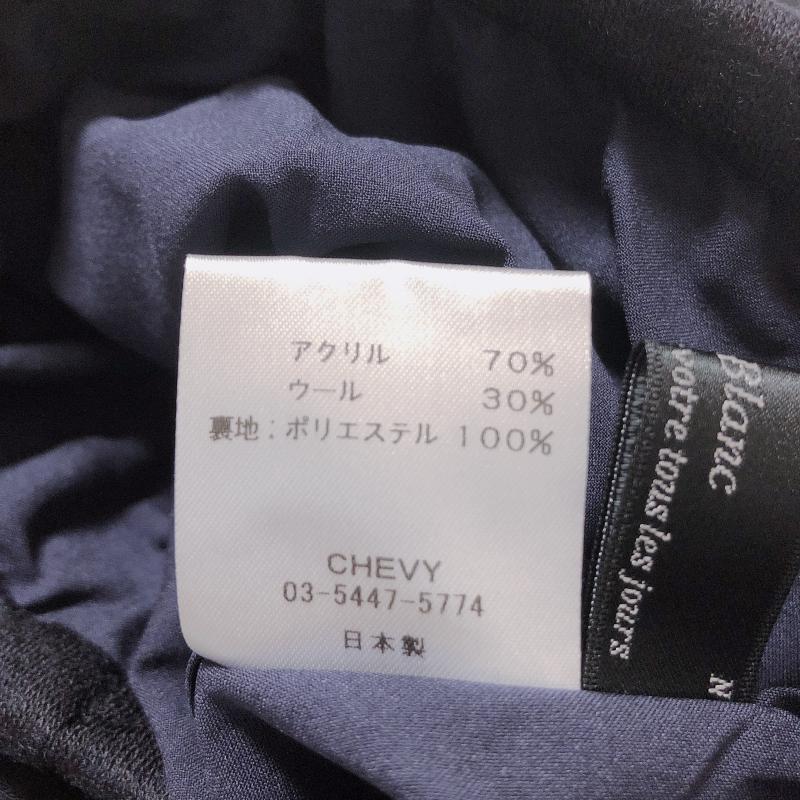 アクリル 70%
ウール 30%
裏地：ポリエステル 100%
CHEVY
03-5447-5774
日本製
Blanc
votre tous les jours
N